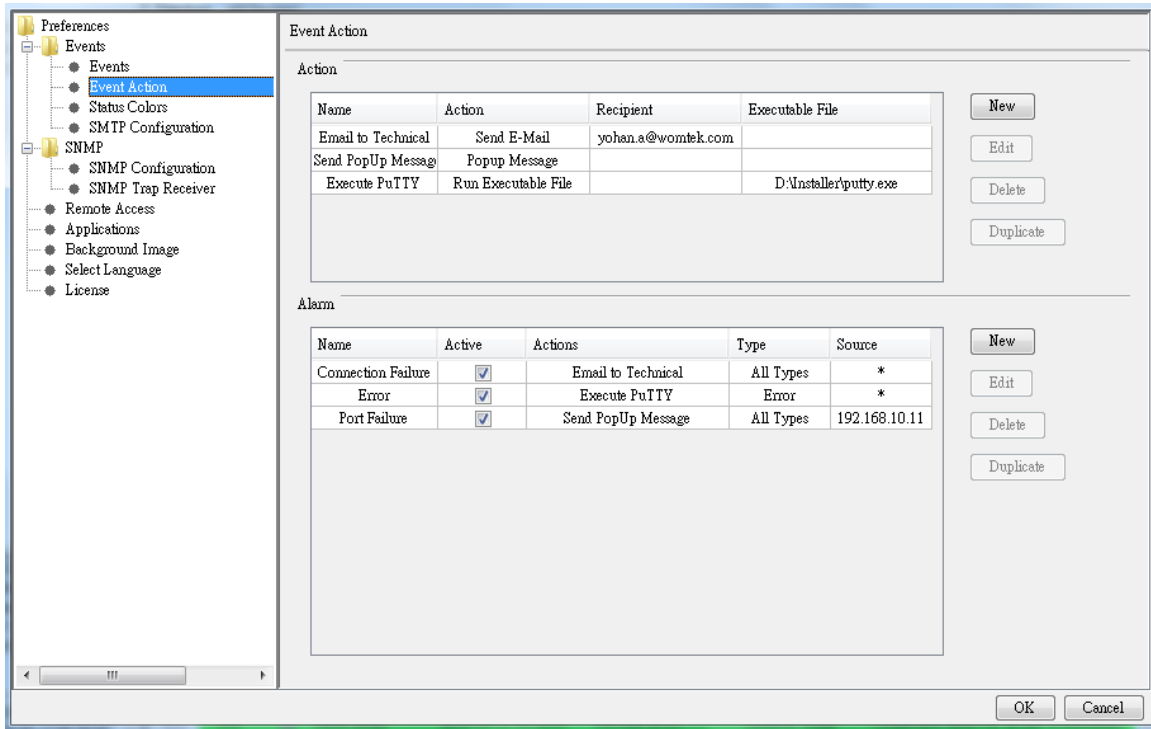 Preferences
Events
Events
Event Action
Status Colors
SMTP Configuration
SNMP
SNMP Configuration
SNMP Trap Receiver
Remote Access
Applications
Background Image
Select Language
License
Event Action
Action
Name Action Recipient Executable File
Email to Technical Send E-Mail yohan.a@womtek.com
Send PopUp Messag Popup Message
Execute PuTTY Run Executable File D:\Installer\putty.exe
New
Edit
Delete
Duplicate
Alarm
Name Active Actions Type Source
Connection Failure Email to Technical All Types *
Error Execute PuTTY Error *
Port Failure Send PopUp Message All Types 192.168.10.11
New
Edit
Delete
Duplicate
OK Cancel